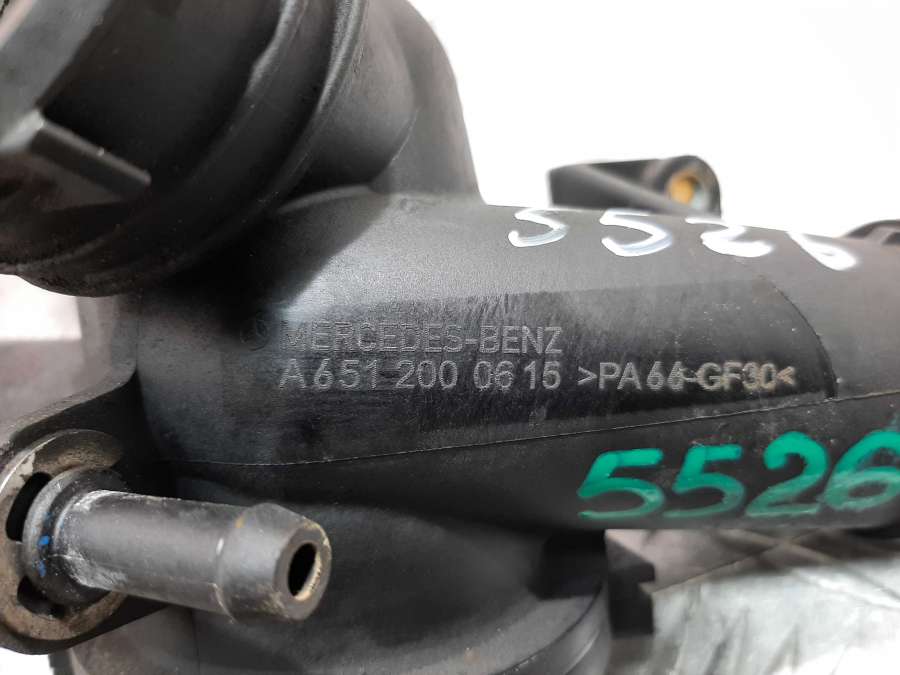 5526
MERCEDES-BENZ
A 651 200 06 15 >PA66-GF30<
5526